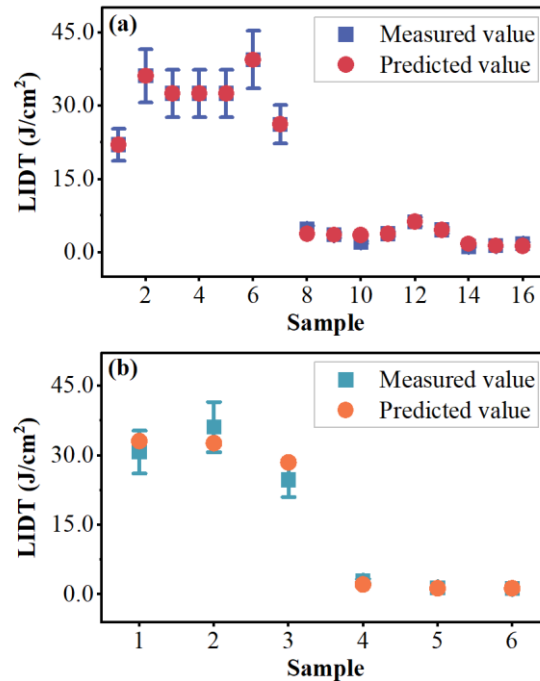 (a)
Measured value
Predicted value
LIDT (J/cm²)
45.0
30.0
15.0
0.0
2 4 6 8 10 12 14 16
Sample
(b)
Measured value
Predicted value
LIDT (J/cm²)
45.0
30.0
15.0
0.0
1 2 3 4 5 6
Sample